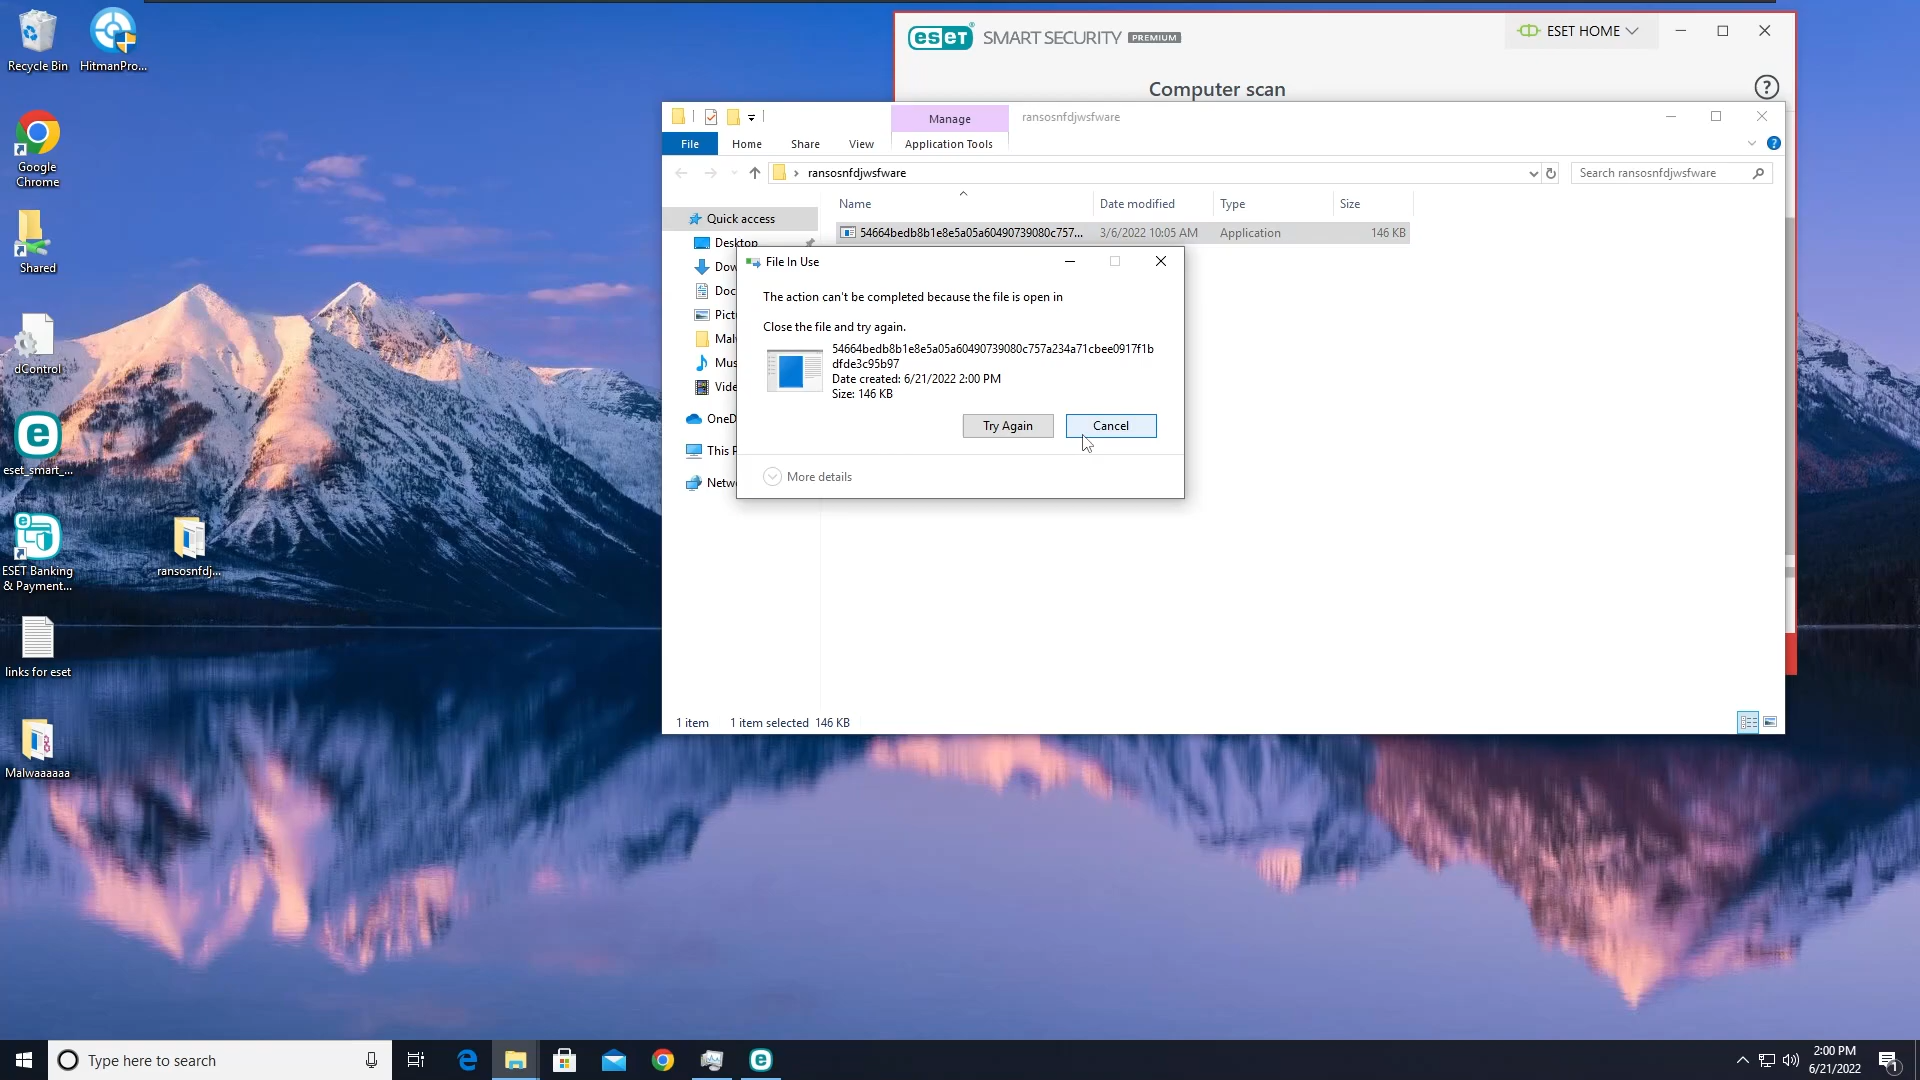 Recycle Bin
HitmanPro...
Google
Chrome
Shared
dControl
eset_smart_...
ESET Banking
& Payment...
ransosnfdj...
links for eset
Malwaaaaaa
eset SMART SECURITY PREMIUM
ESET HOME
Computer scan
?
Manage
ransosnfdjwsfware
File
Home
Share
View
Application Tools
?
ransosnfdjwsfware
Search ransosnfdjwsfware
Name
Date modified
Type
Size
Quick access
Desktop
Dow
Doc
Pict
Mal
Mus
Vide
OneD
This P
Netw
54664bedb8b1e8e5a05a60490739080c757...
3/6/2022 10:05 AM
Application
146 KB
File In Use
The action can't be completed because the file is open in
Close the file and try again.
54664bedb8b1e8e5a05a60490739080c757a234a71cbee0917f1b
dfde3c95b97
Date created: 6/21/2022 2:00 PM
Size: 146 KB
Try Again
Cancel
More details
1 item
1 item selected 146 KB
Type here to search
2:00 PM
6/21/2022
1